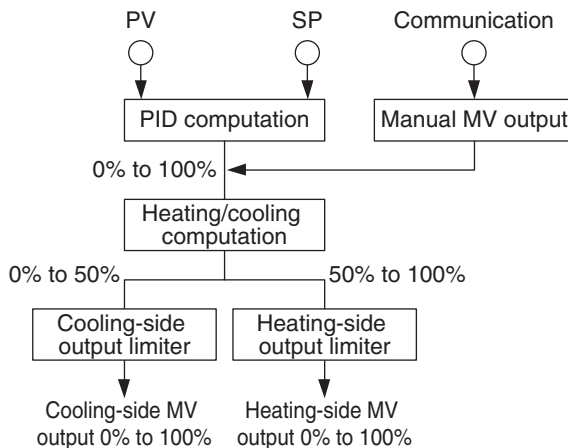 PV
SP
Communication
PID computation
Manual MV output
0% to 100%
Heating/cooling
computation
0% to 50%
50% to 100%
Cooling-side
output limiter
Heating-side
output limiter
Cooling-side MV
output 0% to 100%
Heating-side MV
output 0% to 100%